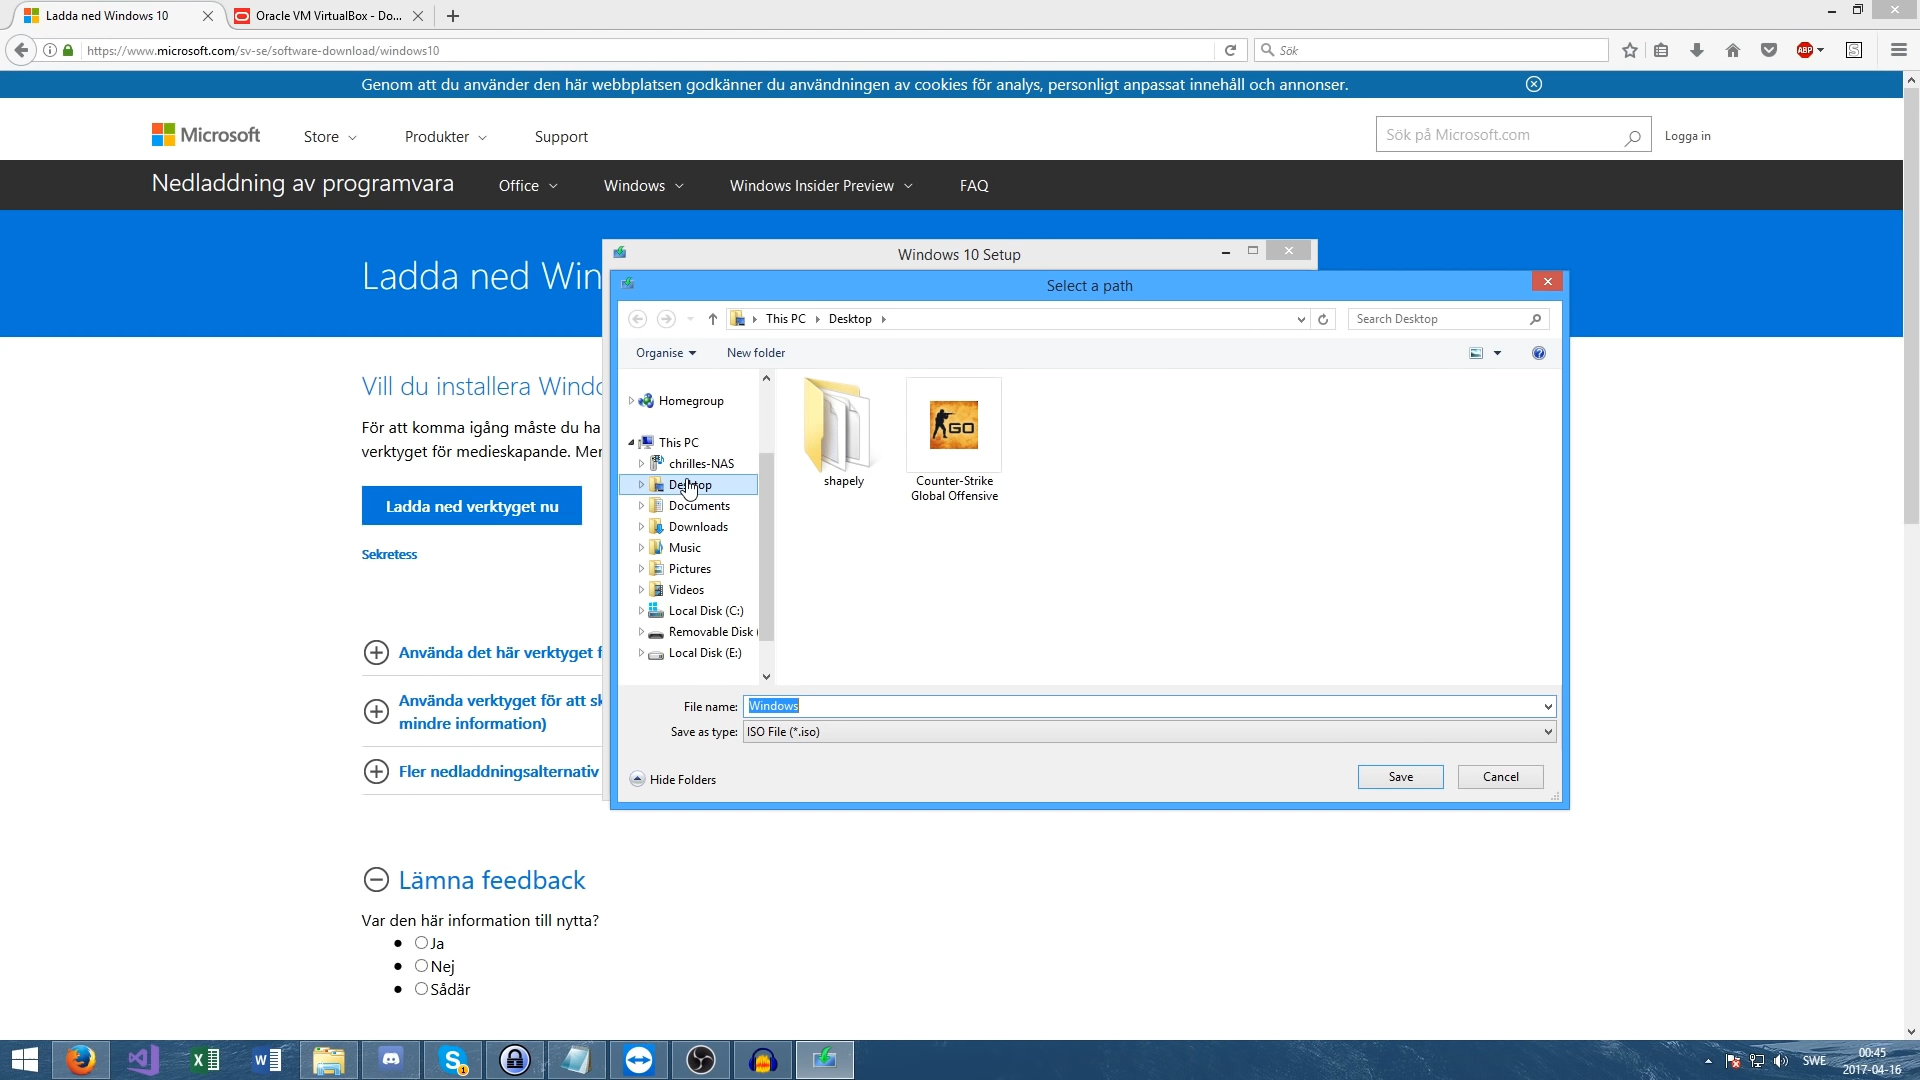 Ladda ned Windows 10
Oracle VM VirtualBox - Do...
https://www.microsoft.com/sv-se/software-download/windows10
Sök
ABP
S
Genom att du använder den här webbplatsen godkänner du användningen av cookies för analys, personligt anpassat innehåll och annonser.
Microsoft
Store
Produkter
Support
Sök på Microsoft.com
Logga in
Nedladdning av programvara
Office
Windows
Windows Insider Preview
FAQ
Ladda ned Win
Windows 10 Setup
Select a path
This PC
Desktop
Search Desktop
Organise
New folder
Homegroup
This PC
chrilles-NAS
Desktop
Documents
Downloads
Music
Pictures
Videos
Local Disk (C:)
Removable Disk (
Local Disk (E:)
GO
shapely
Counter-Strike
Global Offensive
File name: Windows
Save as type: ISO File (*.iso)
Hide Folders
Save
Cancel
Vill du installera Windo
För att komma igång måste du ha
verktyget för medieskapande. Mer
Ladda ned verktyget nu
Sekretess
Använda det här verktyget f
Använda verktyget för att sk
mindre information)
Fler nedladdningsalternativ
Lämna feedback
Var den här information till nytta?
Ja
Nej
Sådär
SWE
00:45
2017-04-16